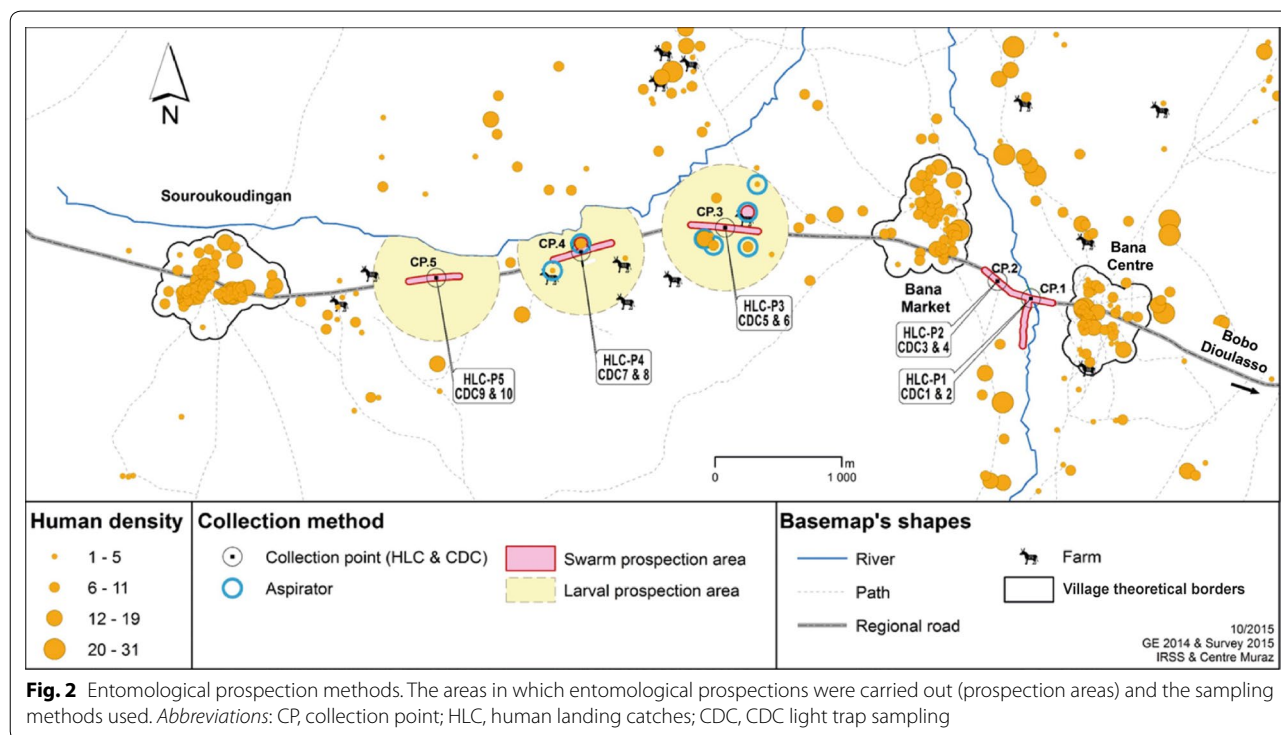 N
Souroukoudingan
CP.5
CP.4
CP.3
CP.2
CP.1
Bana
Market
Bana
Centre
Bobo
Dioulasso
HLC-P5
CDC9 & 10
HLC-P4
CDC7 & 8
HLC-P3
CDC5 & 6
HLC-P2
CDC3 & 4
HLC-P1
CDC1 & 2
0 1 000 m
Human density
1 - 5
6 - 11
12 - 19
20 - 31
Collection method
Collection point (HLC & CDC)
Aspirator
Swarm prospection area
Larval prospection area
Basemap's shapes
River
Path
Regional road
Farm
Village theoretical borders
10/2015
GE 2014 & Survey 2015
IRSS & Centre Muraz
Fig. 2 Entomological prospection methods. The areas in which entomological prospections were carried out (prospection areas) and the sampling
methods used. Abbreviations: CP, collection point; HLC, human landing catches; CDC, CDC light trap sampling